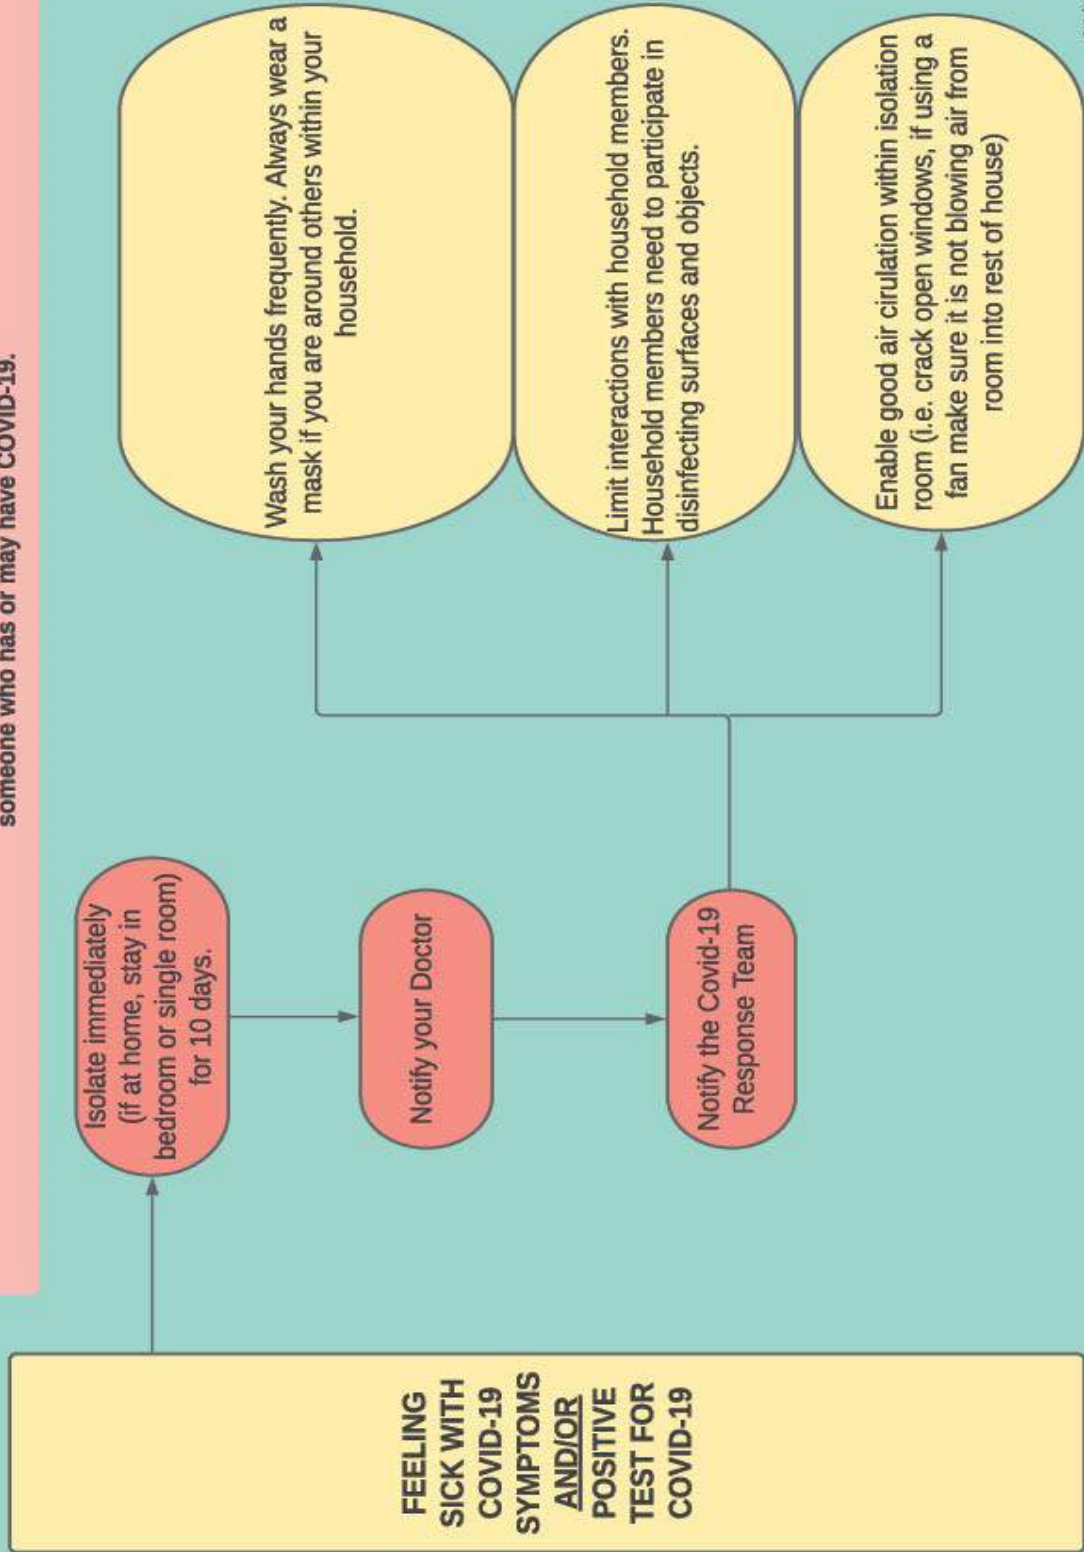 someone who has or may have COVID-19.
FEELING
SICK WITH
COVID-19
SYMPTOMS
AND/OR
POSITIVE
TEST FOR
COVID-19
Isolate immediately
(if at home, stay in
bedroom or single room)
for 10 days.
Notify your Doctor
Notify the Covid-19
Response Team
Wash your hands frequently. Always wear a
mask if you are around others within your
household.
Limit interactions with household members.
Household members need to participate in
disinfecting surfaces and objects.
Enable good air cirulation within isolation
room (i.e. crack open windows, if using a
fan make sure it is not blowing air from
room into rest of house)